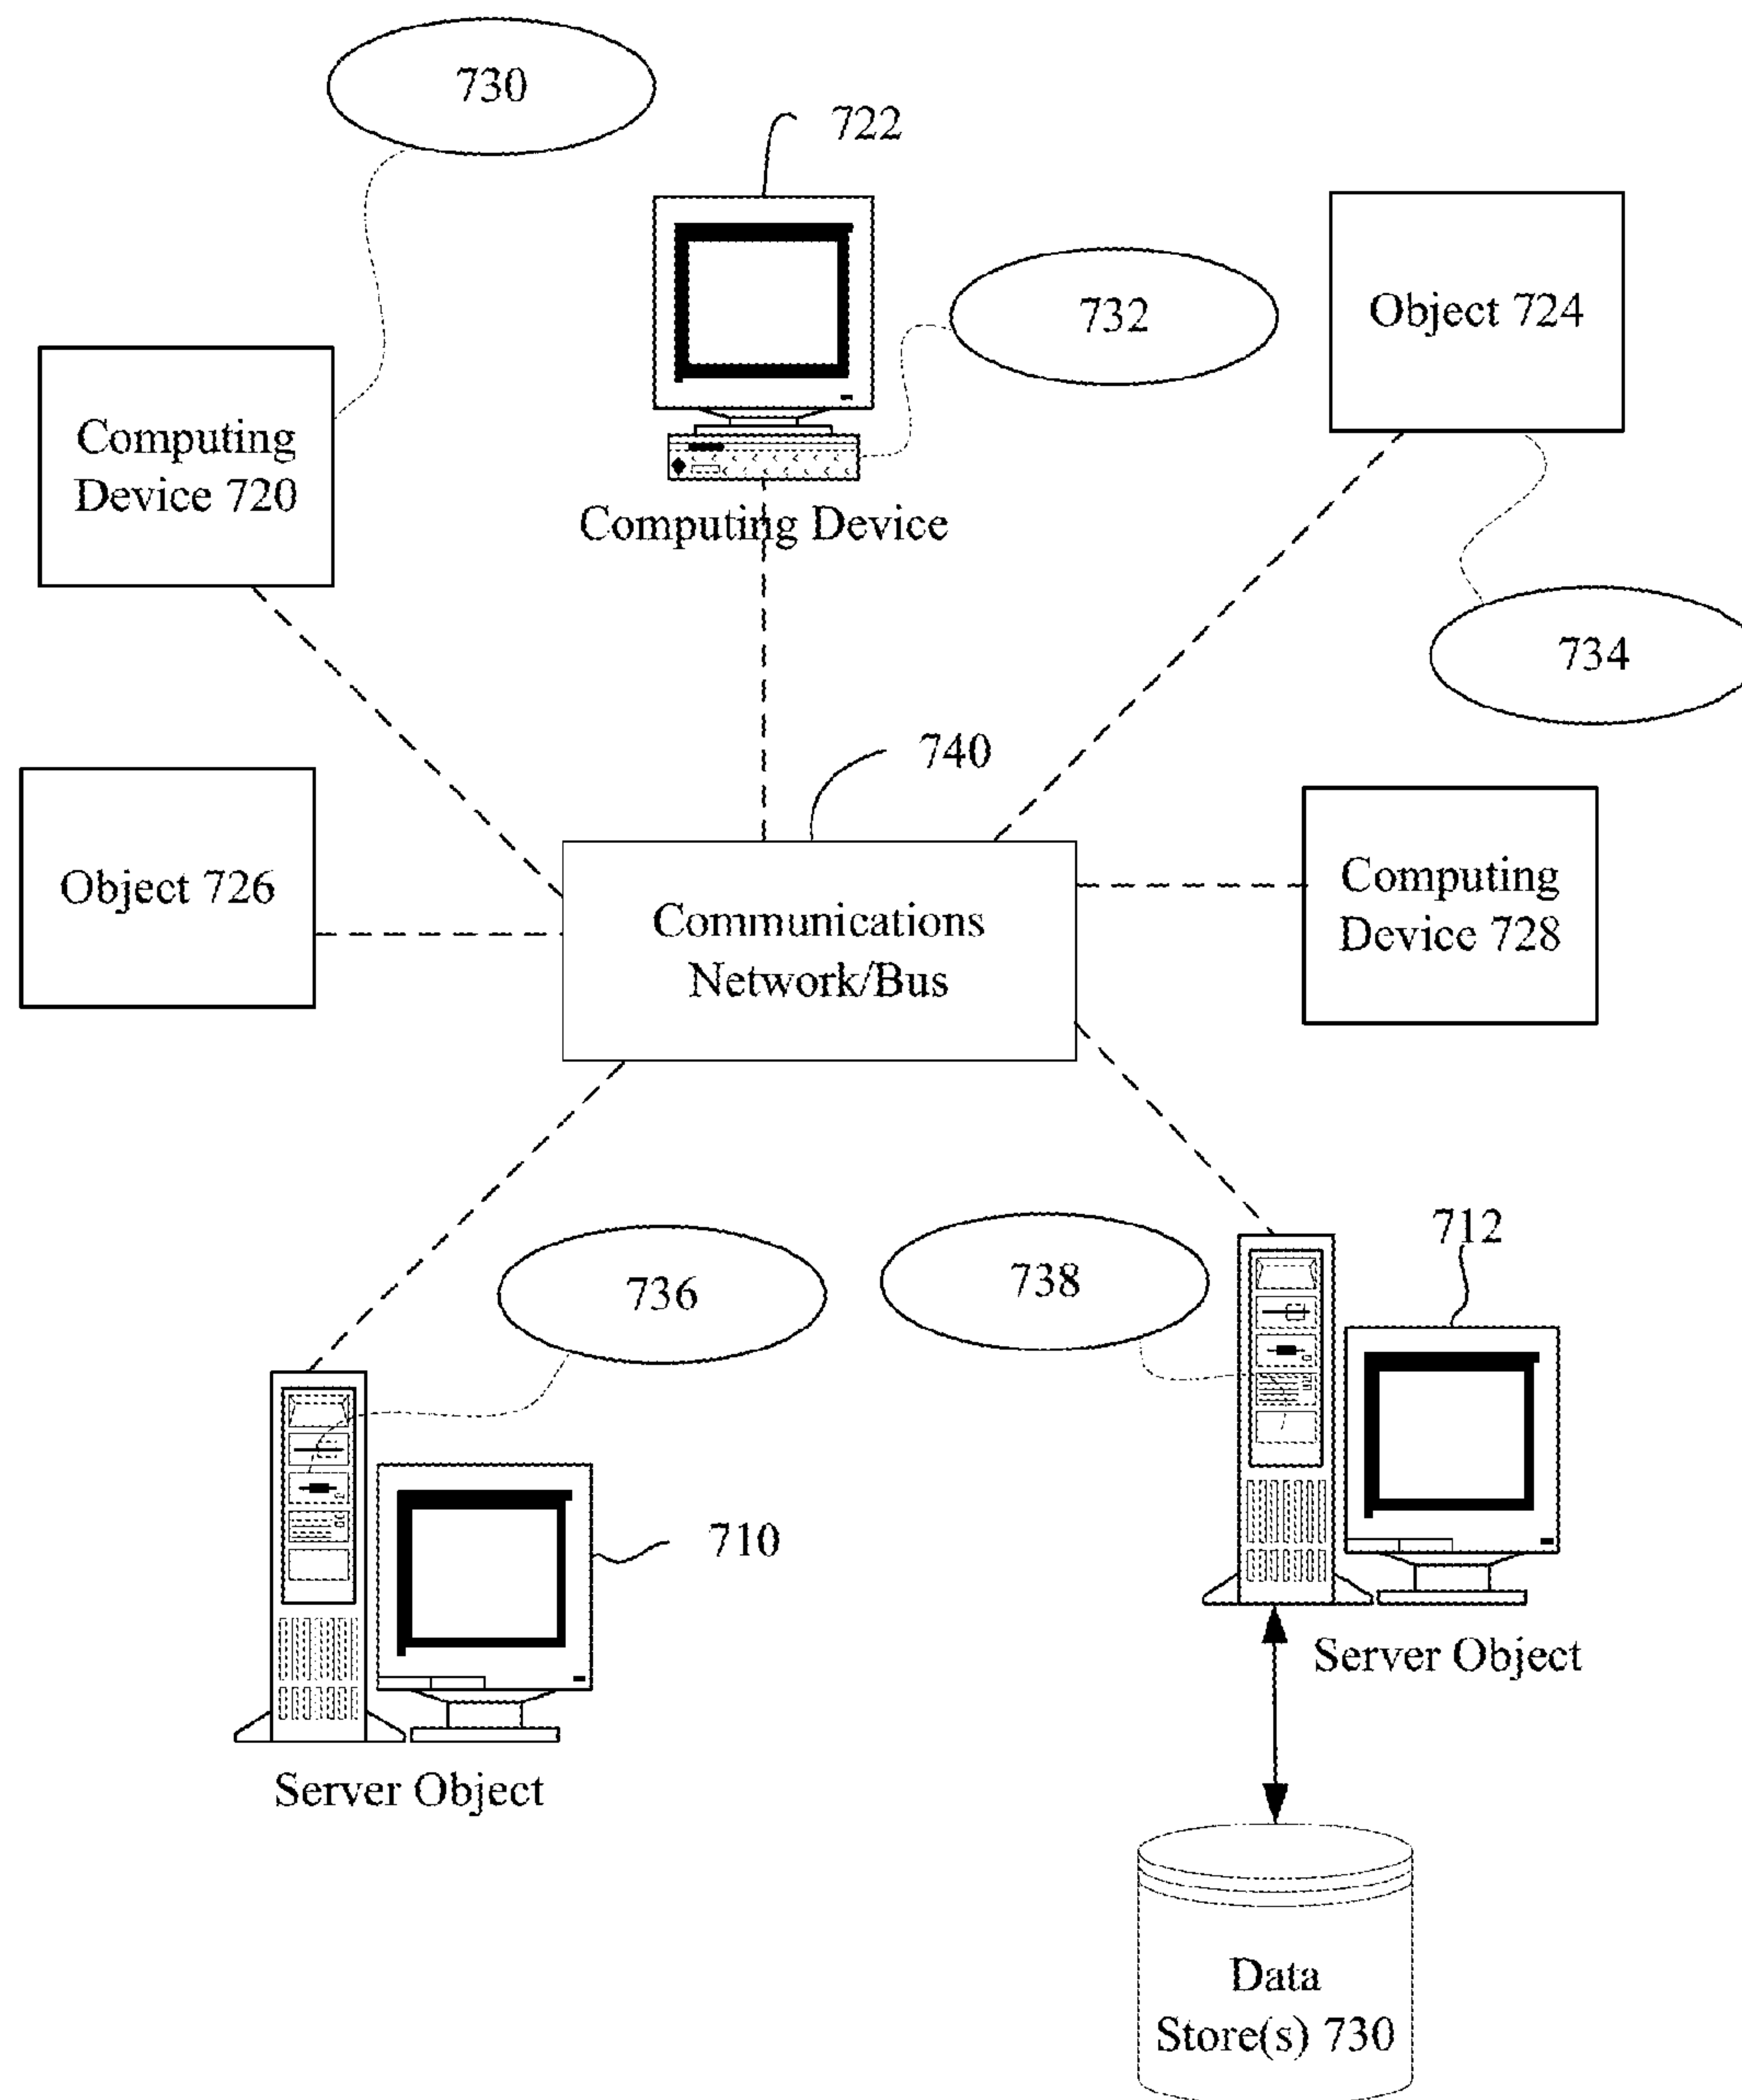 730
722
732
Object 724
Computing
Device 720
Computing Device
734
740
Object 726
Communications
Network/Bus
Computing
Device 728
736
738
712
710
Server Object
Server Object
Data
Store(s) 730